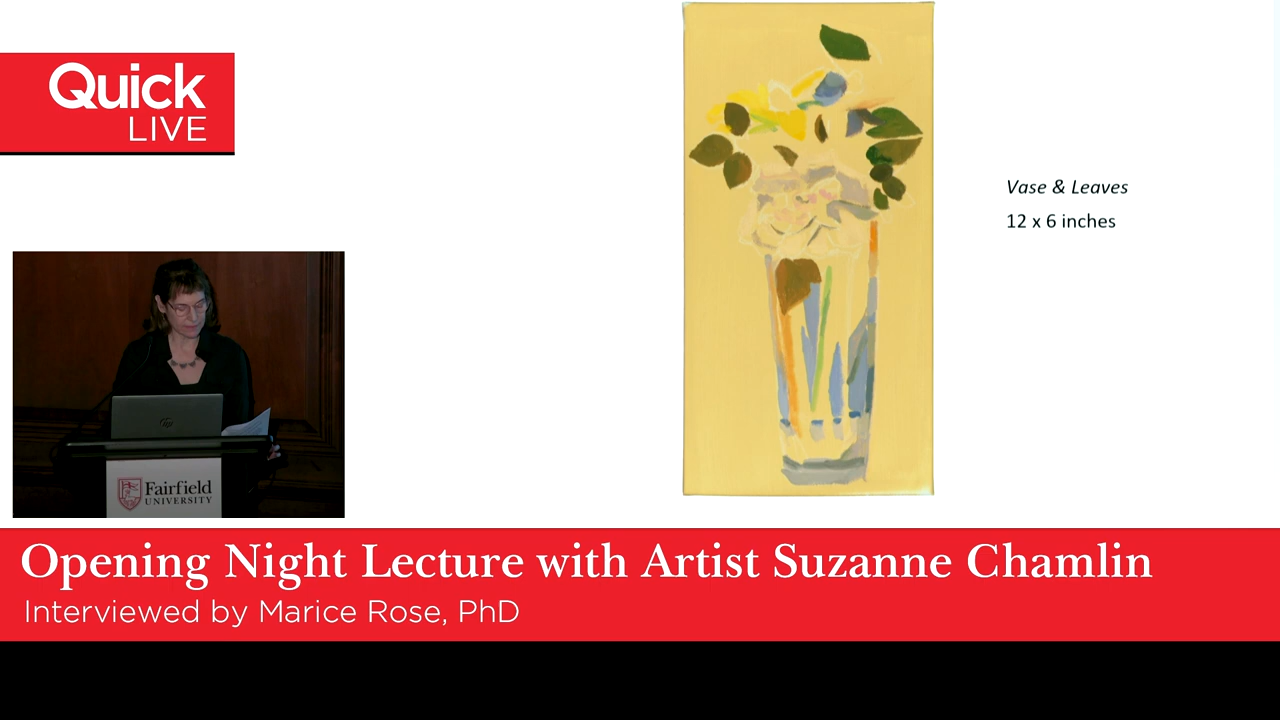 Quick
LIVE
Vase & Leaves
12 x 6 inches
Fairfield
UNIVERSITY
Opening Night Lecture with Artist Suzanne Chamlin
Interviewed by Marice Rose, PhD